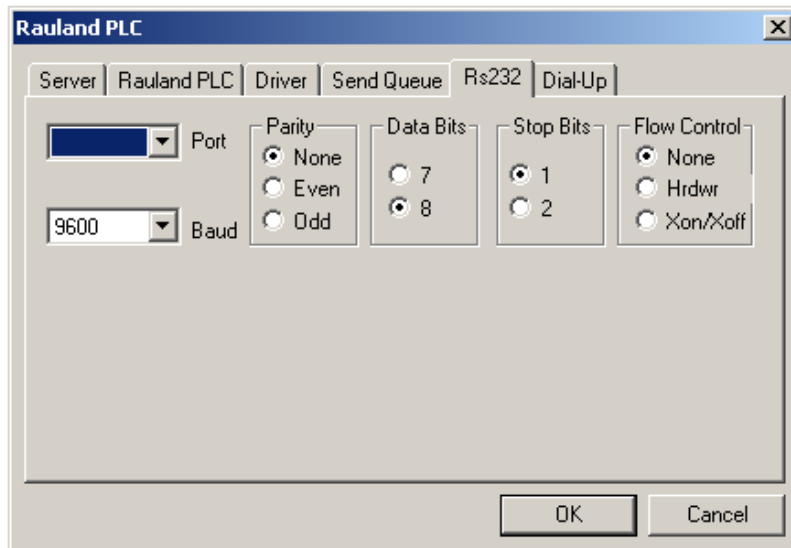 Rauland PLC
Server Rauland PLC Driver Send Queue Rs232 Dial-Up
Port
9600 Baud
Parity
None
Even
Odd
Data Bits
7
8
Stop Bits
1
2
Flow Control
None
Hrdwr
Xon/Xoff
OK Cancel